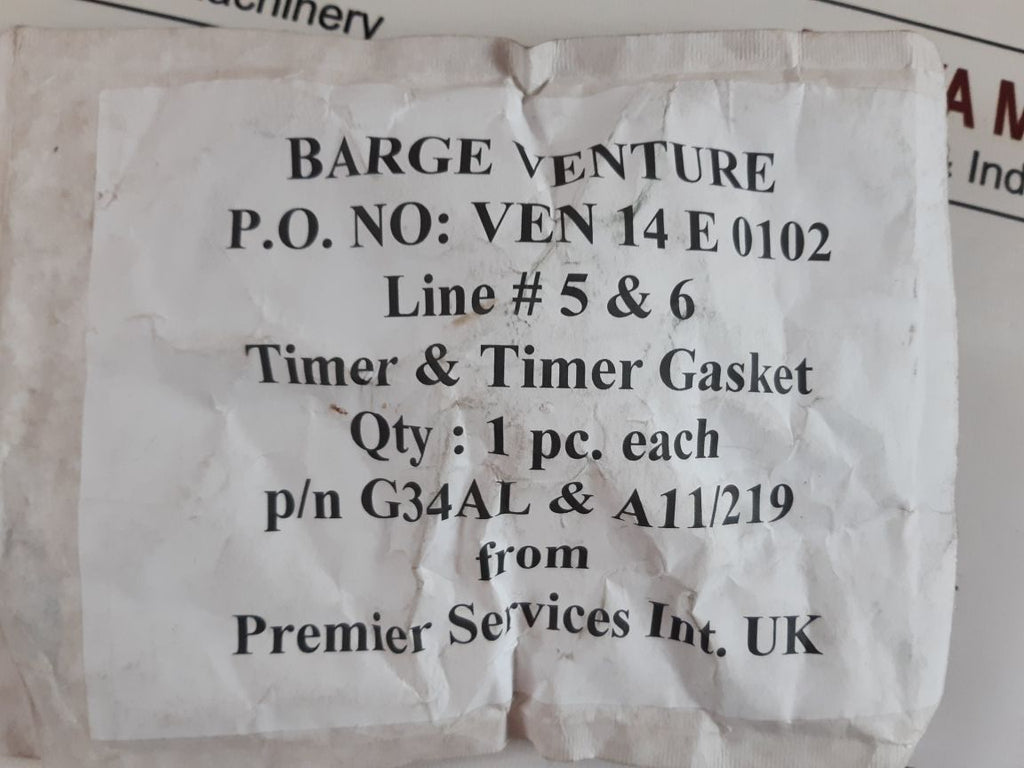 BARGE VENTURE
P.O. NO: VEN 14 E 0102
Line # 5 & 6
Timer & Timer Gasket
Qty : 1 pc. each
p/n G34AL & A11/219
from
Premier Services Int. UK